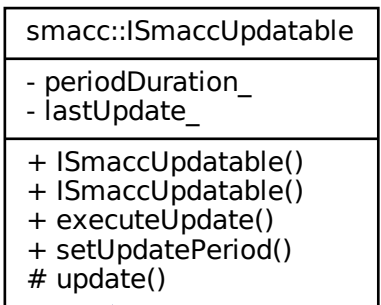 smacc::ISmaccUpdatable
- periodDuration_
- lastUpdate_
+ ISmaccUpdatable()
+ ISmaccUpdatable()
+ executeUpdate()
+ setUpdatePeriod()
# update()